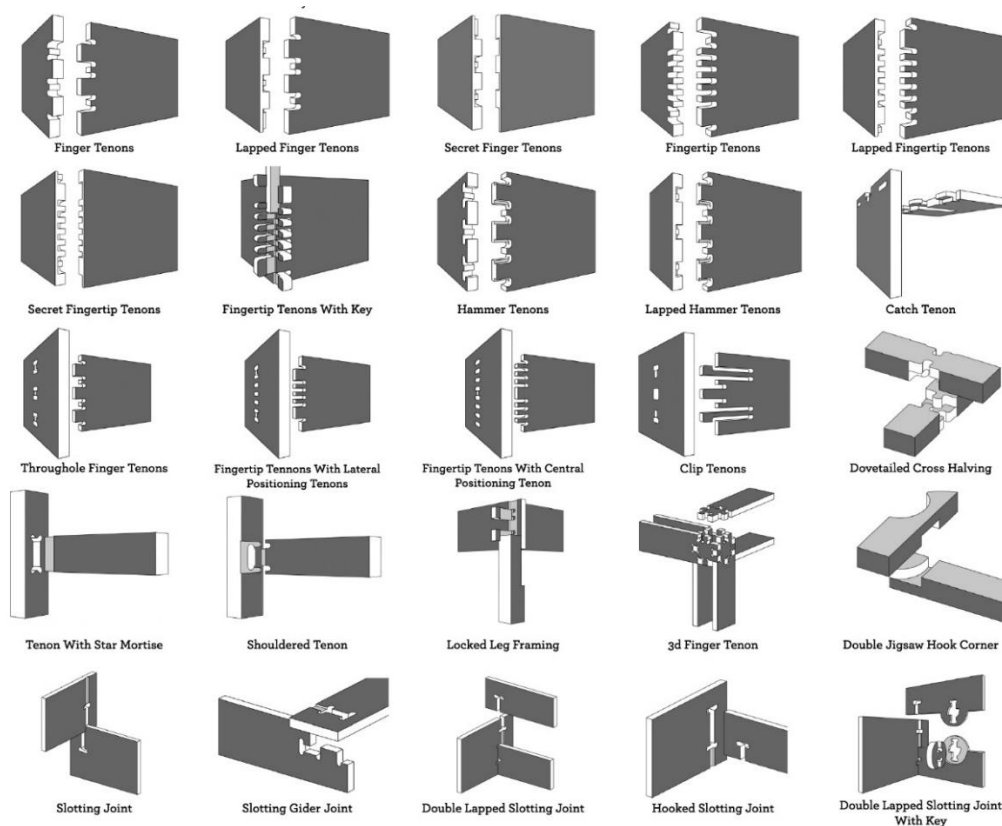 Finger Tenons
Lapped Finger Tenons
Secret Finger Tenons
Fingertip Tenons
Lapped Fingertip Tenons
Secret Fingertip Tenons
Fingertip Tenons With Key
Hammer Tenons
Lapped Hammer Tenons
Catch Tenon
Throughole Finger Tenons
Fingertip Tennons With Lateral
Positioning Tenons
Fingertip Tenons With Central
Positioning Tenon
Clip Tenons
Dovetailed Cross Halving
Tenon With Star Mortise
Shouldered Tenon
Locked Leg Framing
3d Finger Tenon
Double Jigsaw Hook Corner
Slotting Joint
Slotting Gider Joint
Double Lapped Slotting Joint
Hooked Slotting Joint
Double Lapped Slotting Joint
With Key